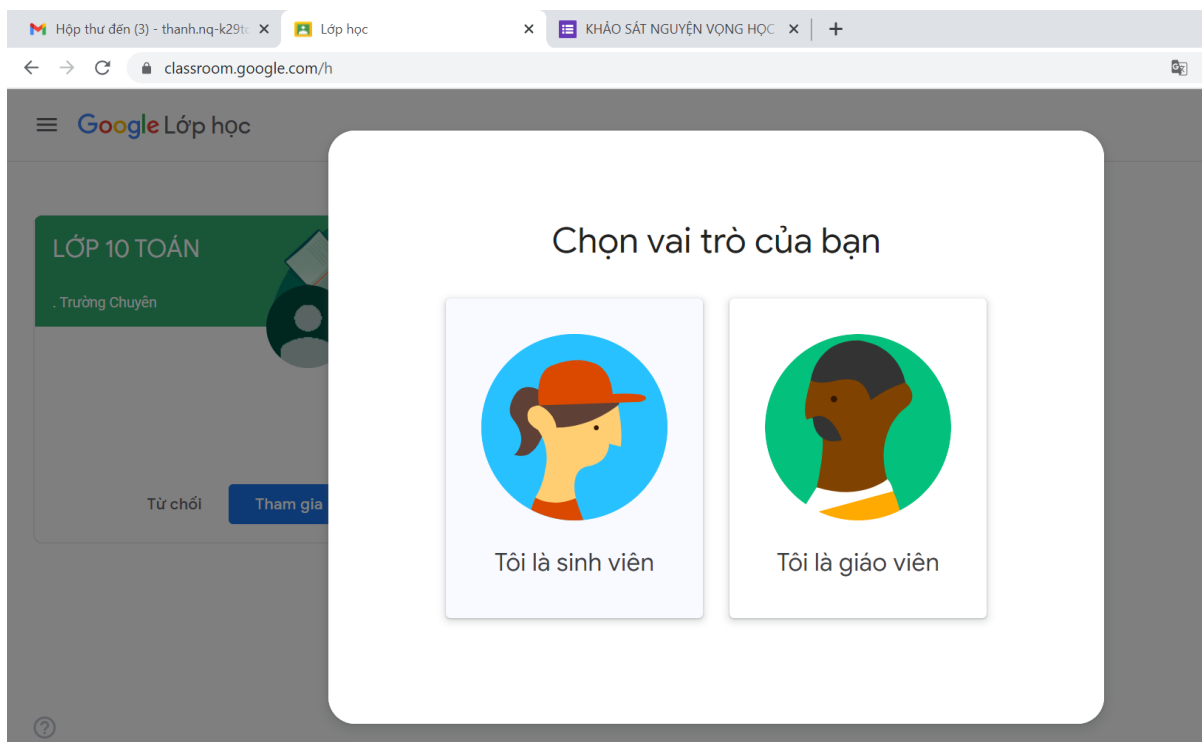 Hộp thư đến (3) - thanh.nq-k29to
Lớp học
KHẢO SÁT NGUYỆN VỌNG HỌC
classroom.google.com/h
Google Lớp học
LỚP 10 TOÁN
. Trường Chuyên
Từ chối
Tham gia
Chọn vai trò của bạn
Tôi là sinh viên
Tôi là giáo viên